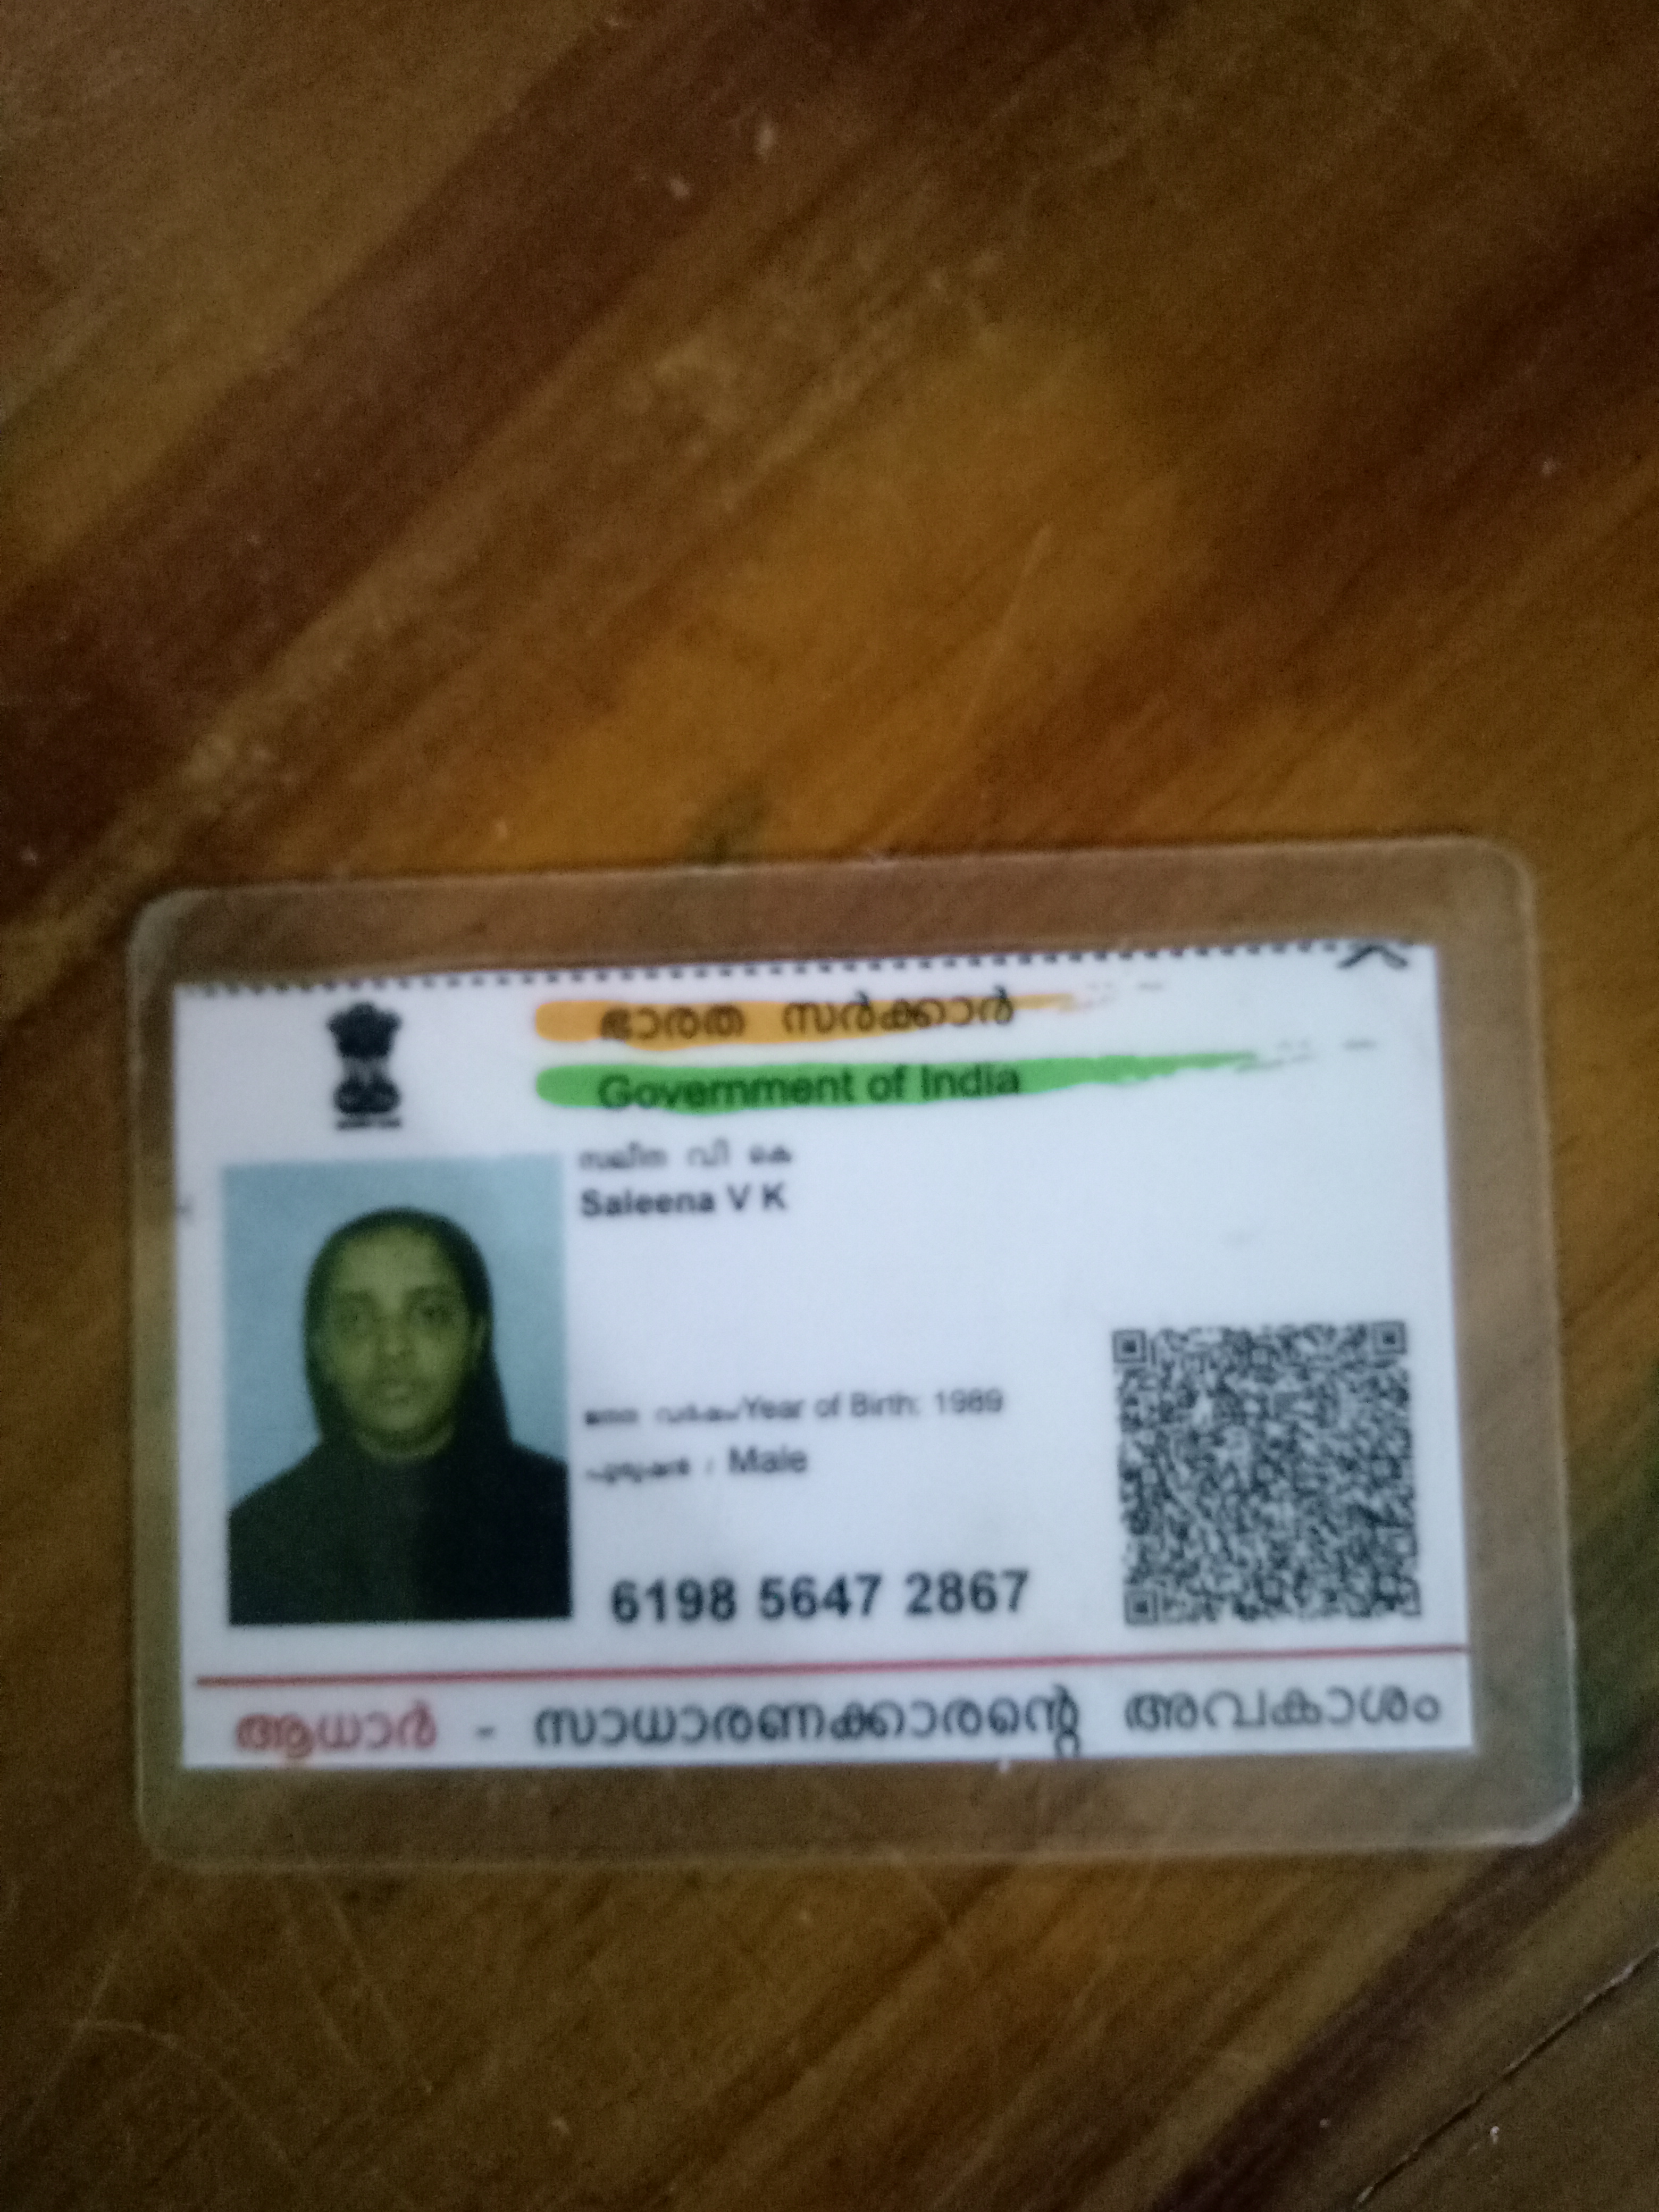 ഭാരത സർക്കാർ
Government of India
സലീന വി കെ
Saleena V K
ജനന വർഷം/Year of Birth: 1989
പുരുഷൻ : Male
6198 5647 2867
ആധാർ - സാധാരണക്കാരന്റെ അവകാശം